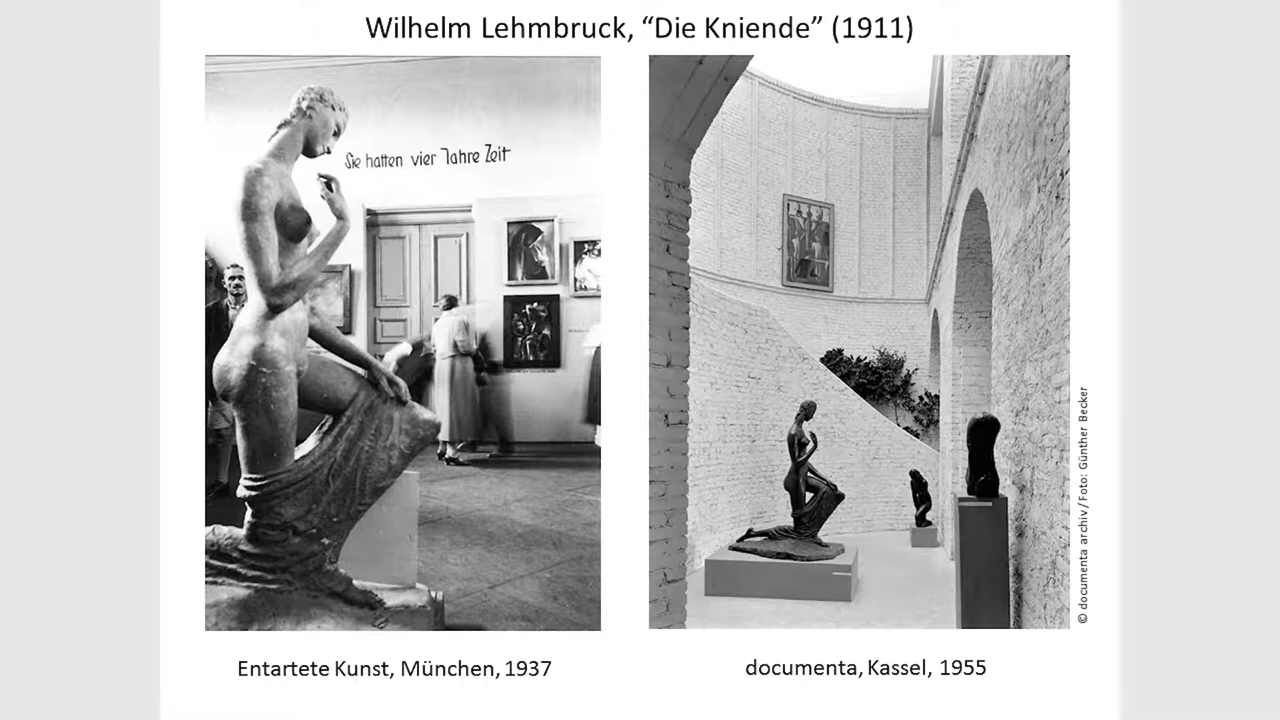 Wilhelm Lehmbruck, “Die Kniende” (1911)
Sie hatten vier Jahre Zeit
© documenta archiv / Foto: Günther Becker
Entartete Kunst, München, 1937
documenta, Kassel, 1955